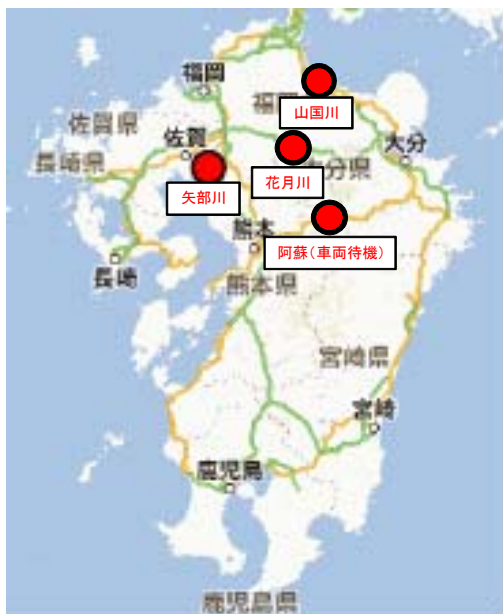 福岡
福岡
山国川
佐賀県
佐賀
大分
花月川
大分県
長崎県
矢部川
熊本
阿蘇(車両待機)
長崎
熊本県
宮崎県
宮崎
鹿児島
鹿児島県